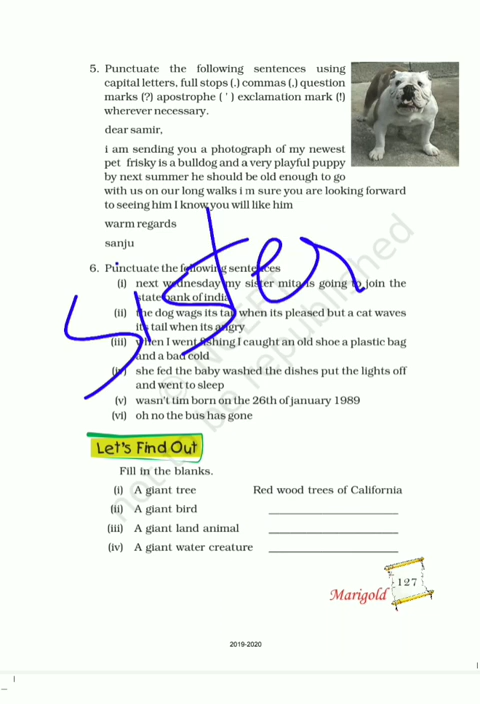 5. Punctuate the following sentences using
capital letters, full stops (.) commas (,) question
marks (?) apostrophe ( ' ) exclamation mark (!)
wherever necessary.
dear samir,
i am sending you a photograph of my newest
pet frisky is a bulldog and a very playful puppy
by next summer he should be old enough to go
with us on our long walks i m sure you are looking forward
to seeing him I know you will like him
warm regards
sanju
6. Punctuate the following sentences
(i) next wednesday my sister mita is going to join the
state bank of india
(ii) the dog wags its tail when its pleased but a cat waves
its tail when its angry
(iii) when I went fishing I caught an old shoe a plastic bag
and a bad cold
(iv) she fed the baby washed the dishes put the lights off
and went to sleep
(v) wasn't tim born on the 26th of january 1989
(vi) oh no the bus has gone
sister
Let's Find Out
Fill in the blanks.
(i) A giant tree Red wood trees of California
(ii) A giant bird
(iii) A giant land animal
(iv) A giant water creature
127
Marigold
2019-2020
not to be republished